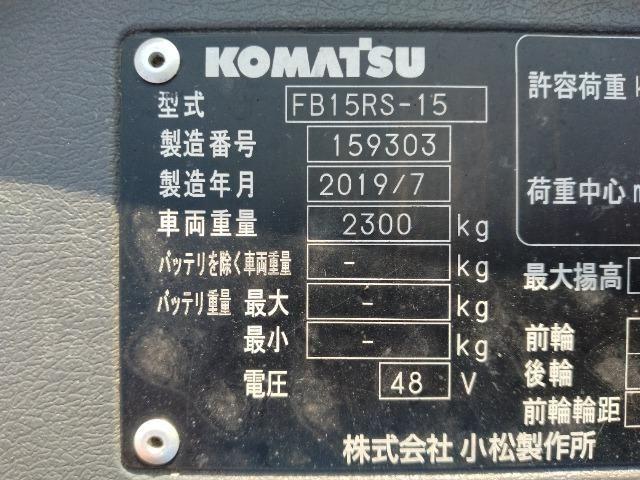 KOMATSU
型式 FB15RS-15
製造番号 159303
製造年月 2019/7
車両重量 2300 kg
バッテリを除く車両重量 - kg
バッテリ重量 最大 - kg
最小 - kg
電圧 48 V
株式会社 小松製作所
許容荷重 k
荷重中心 m
最大揚高
前輪
後輪
前輪輪距